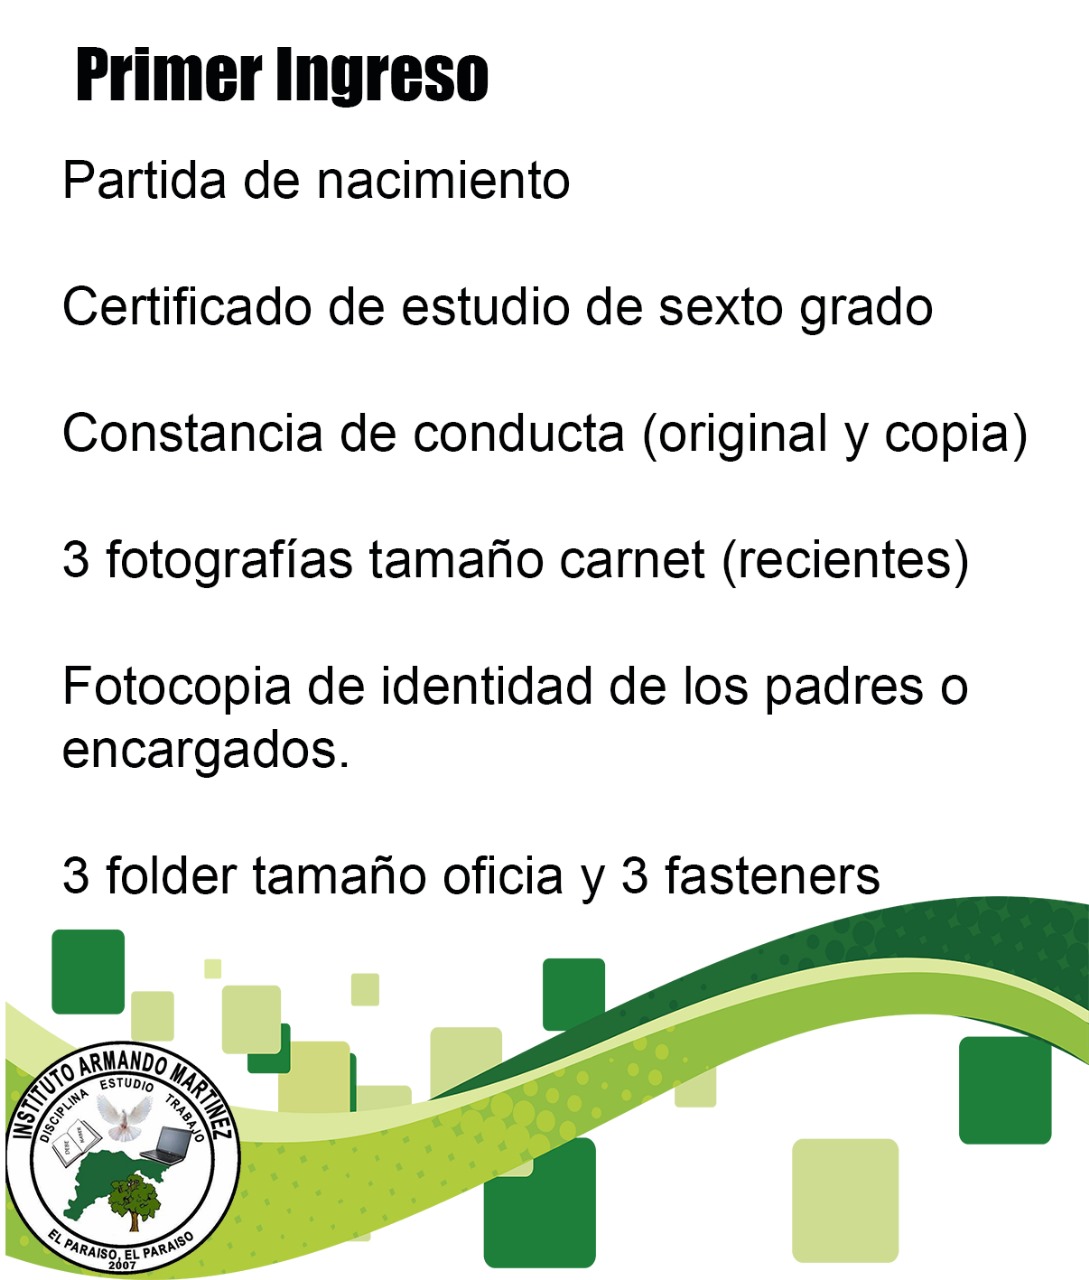 Primer Ingreso
Partida de nacimiento
Certificado de estudio de sexto grado
Constancia de conducta (original y copia)
3 fotografías tamaño carnet (recientes)
Fotocopia de identidad de los padres o
encargados.
3 folder tamaño oficia y 3 fasteners
INSTITUTO ARMANDO MARTINEZ
DISCIPLINA ESTUDIO TRABAJO
DEBE HABER
EL PARAISO, EL PARAISO
2007